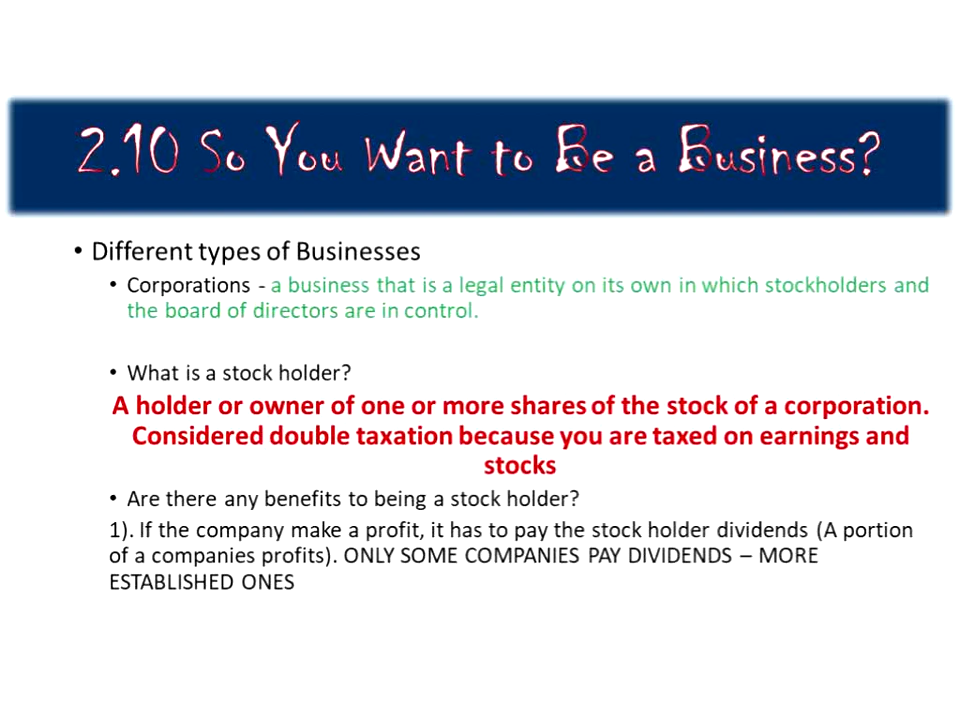 2.10 So You Want to Be a Business?
• Different types of Businesses
• Corporations - a business that is a legal entity on its own in which stockholders and
the board of directors are in control.
• What is a stock holder?
A holder or owner of one or more shares of the stock of a corporation.
Considered double taxation because you are taxed on earnings and
stocks
• Are there any benefits to being a stock holder?
1). If the company make a profit, it has to pay the stock holder dividends (A portion
of a companies profits). ONLY SOME COMPANIES PAY DIVIDENDS – MORE
ESTABLISHED ONES